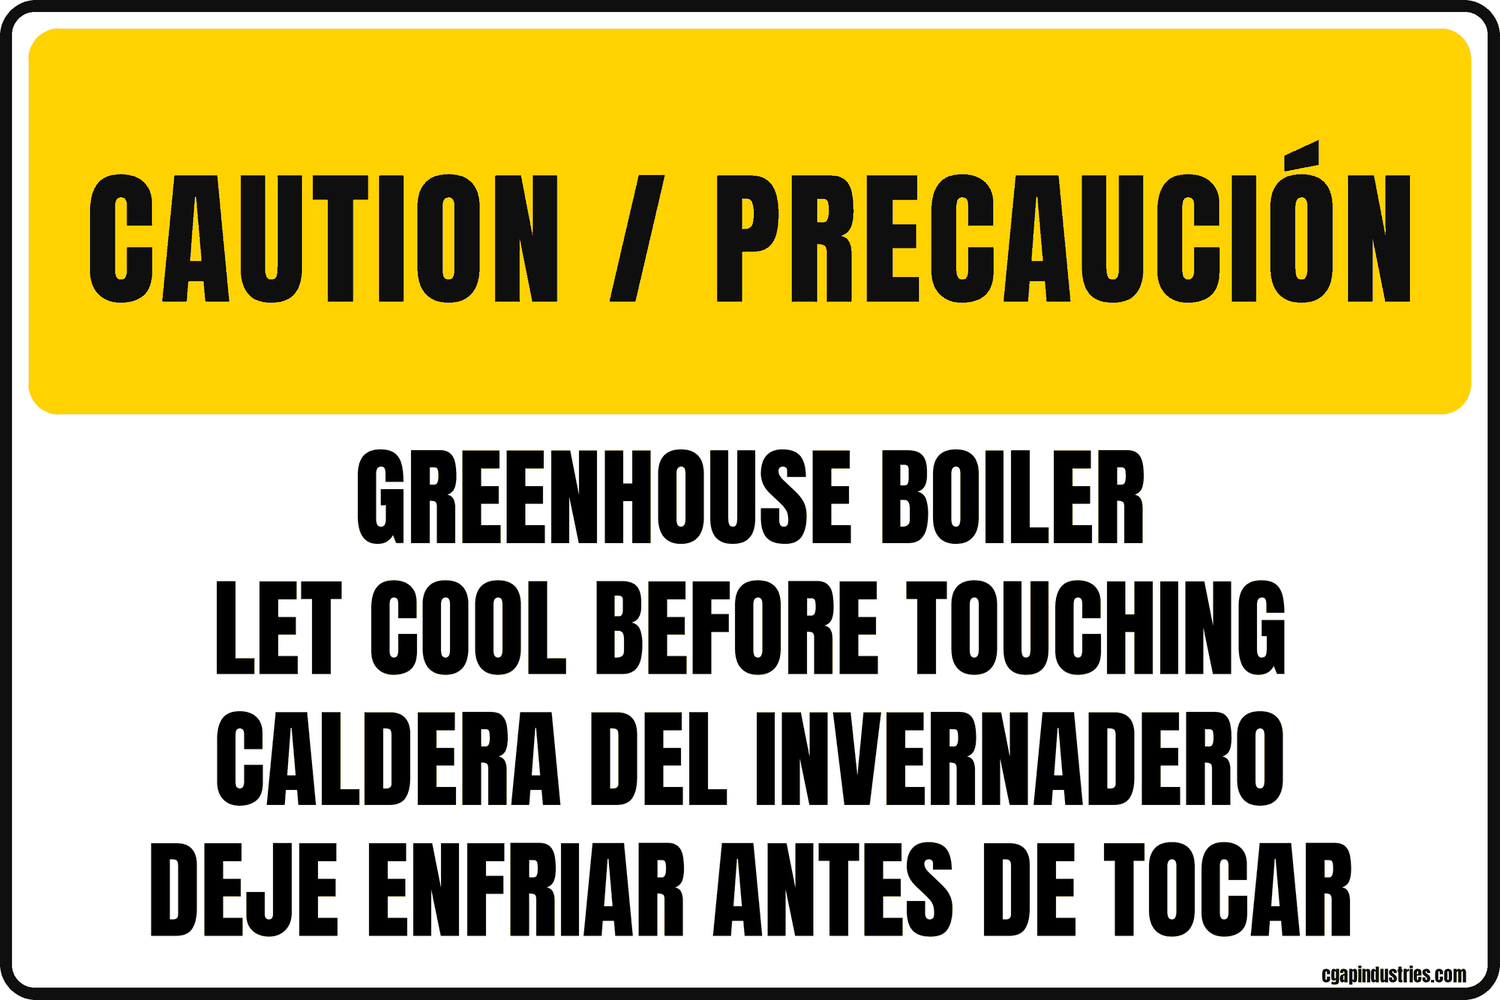 CAUTION / PRECAUCIÓN
GREENHOUSE BOILER
LET COOL BEFORE TOUCHING
CALDERA DEL INVERNADERO
DEJE ENFRIAR ANTES DE TOCAR
cgapindustries.com